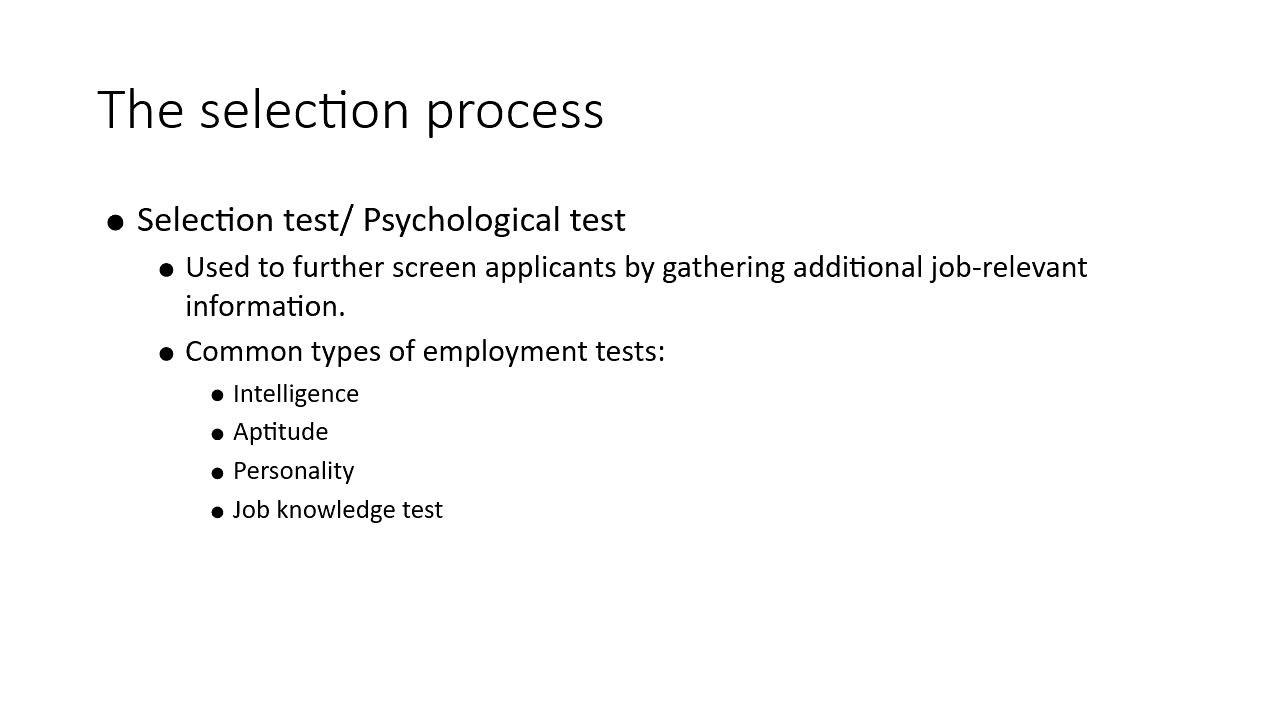 The selection process
● Selection test/ Psychological test
● Used to further screen applicants by gathering additional job-relevant
information.
● Common types of employment tests:
● Intelligence
● Aptitude
● Personality
● Job knowledge test